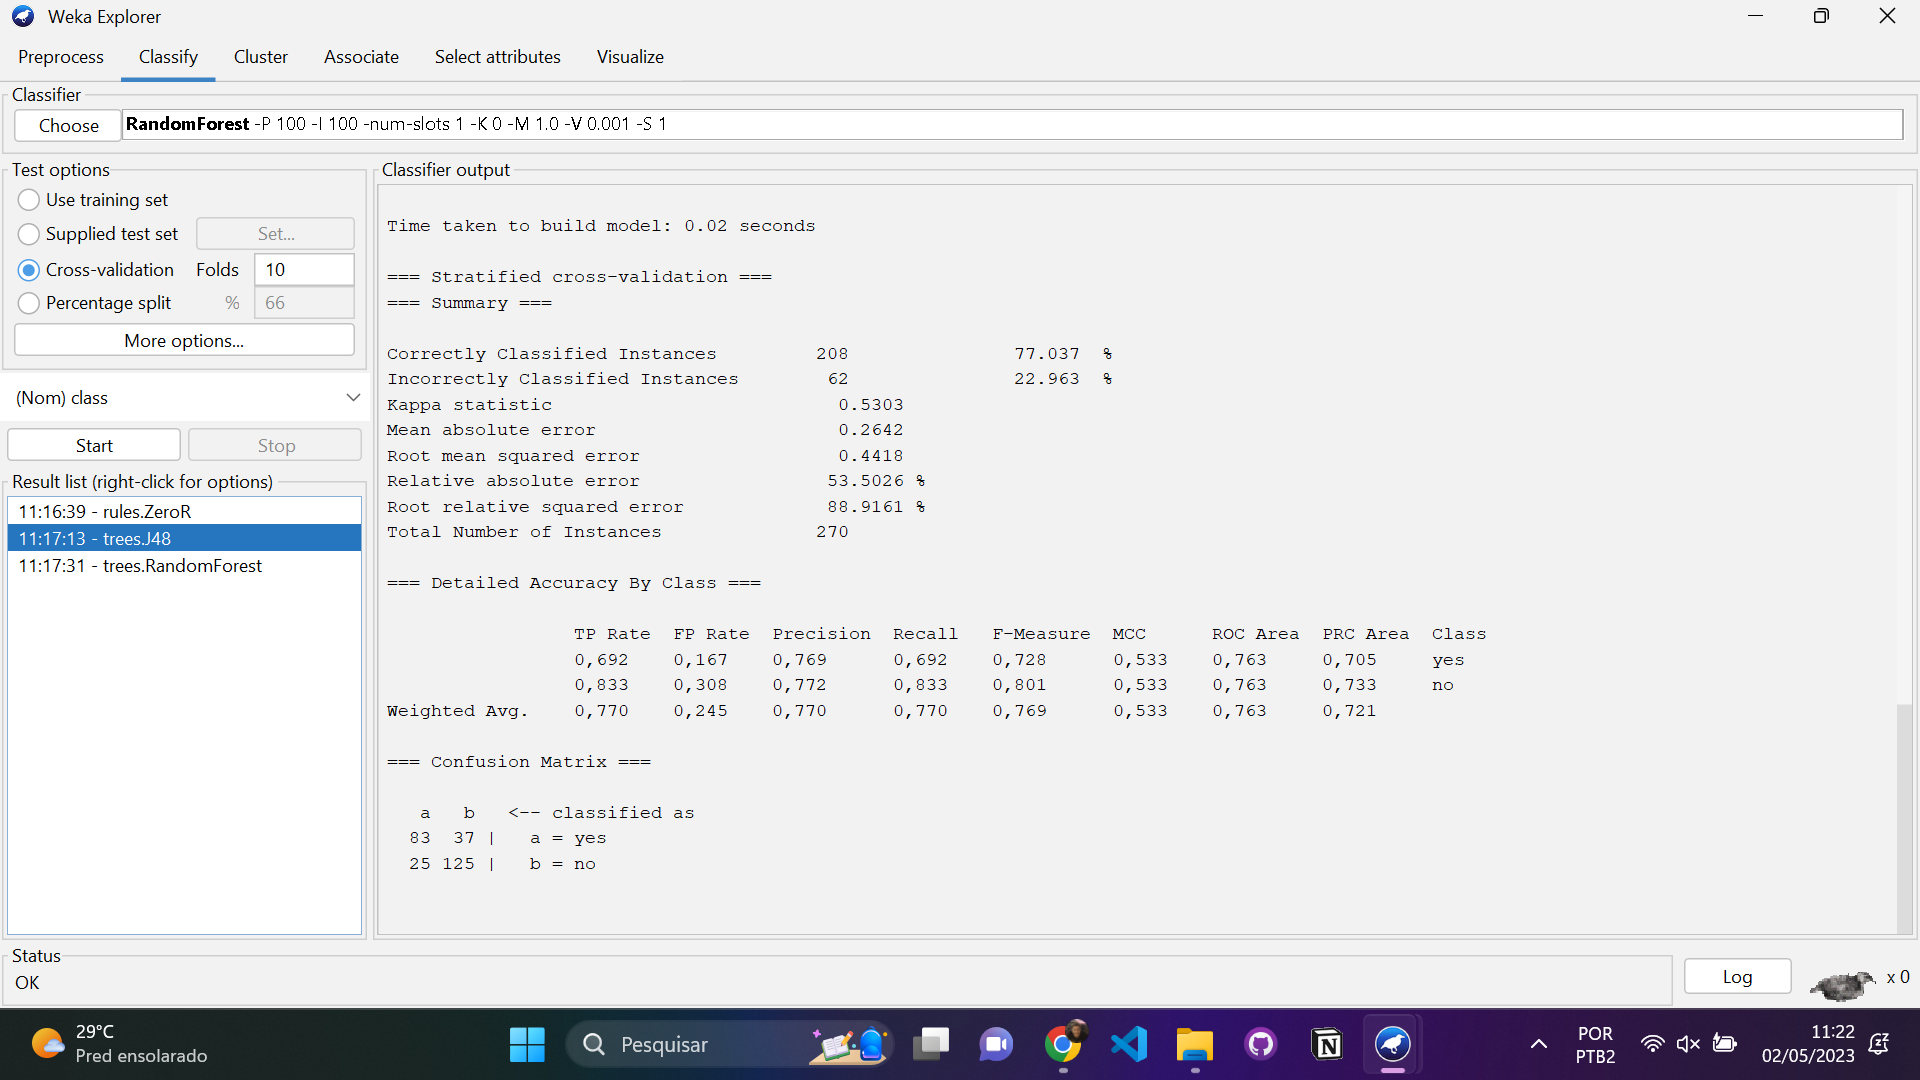 Weka Explorer
Preprocess Classify Cluster Associate Select attributes Visualize
Classifier
Choose RandomForest -P 100 -I 100 -num-slots 1 -K 0 -M 1.0 -V 0.001 -S 1
Test options
Use training set
Supplied test set Set...
Cross-validation Folds 10
Percentage split % 66
More options...
(Nom) class
Start Stop
Result list (right-click for options)
11:16:39 - rules.ZeroR
11:17:13 - trees.J48
11:17:31 - trees.RandomForest
Classifier output
Time taken to build model: 0.02 seconds
=== Stratified cross-validation ===
=== Summary ===
Correctly Classified Instances 208 77.037 %
Incorrectly Classified Instances 62 22.963 %
Kappa statistic 0.5303
Mean absolute error 0.2642
Root mean squared error 0.4418
Relative absolute error 53.5026 %
Root relative squared error 88.9161 %
Total Number of Instances 270
=== Detailed Accuracy By Class ===
TP Rate FP Rate Precision Recall F-Measure MCC ROC Area PRC Area Class
0,692 0,167 0,769 0,692 0,728 0,533 0,763 0,705 yes
0,833 0,308 0,772 0,833 0,801 0,533 0,763 0,733 no
Weighted Avg. 0,770 0,245 0,770 0,770 0,769 0,533 0,763 0,721
=== Confusion Matrix ===
a b <-- classified as
83 37 | a = yes
25 125 | b = no
Status
OK
Log x 0
29°C
Pred ensolarado
Pesquisar
POR
PTB2
11:22
02/05/2023